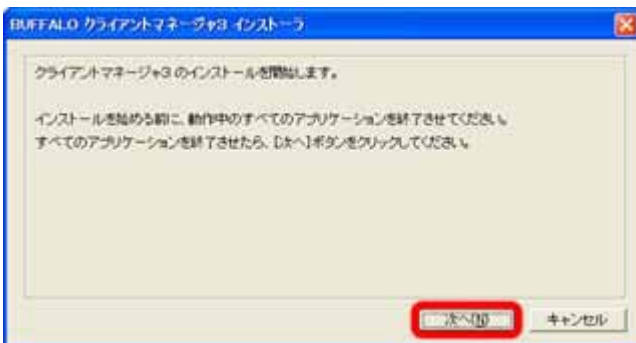 BUFFALO クライアントマネージャ3 インストーラ
クライアントマネージャ3 のインストールを開始します。
インストールを始める前に、動作中のすべてのアプリケーションを終了させてください。
すべてのアプリケーションを終了させたら、[次へ]ボタンをクリックしてください。
次へ(N)
キャンセル